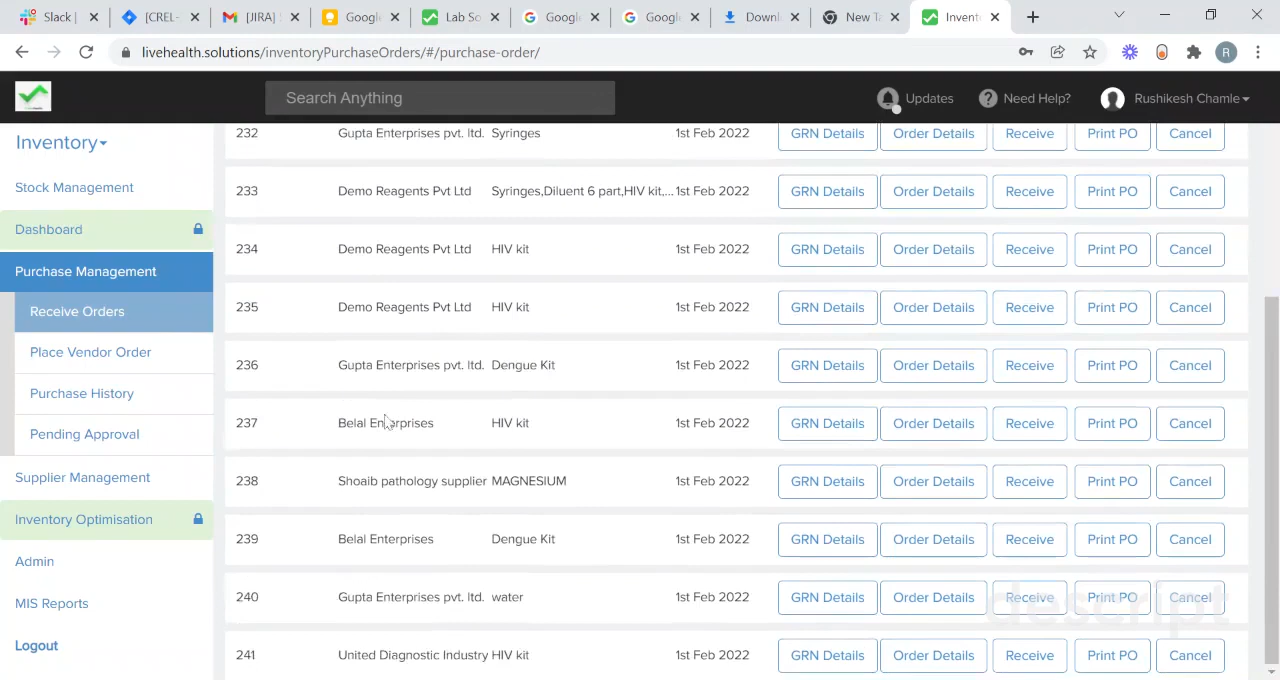 Slack |
[CREL-
[JIRA] S
Google
Lab So
Google
Google
Downl
New Ta
Invent
livehealth.solutions/inventoryPurchaseOrders/#/purchase-order/
R
Search Anything
Updates
Need Help?
Rushikesh Chamle
Inventory
Stock Management
Dashboard
Purchase Management
Receive Orders
Place Vendor Order
Purchase History
Pending Approval
Supplier Management
Inventory Optimisation
Admin
MIS Reports
Logout
232 Gupta Enterprises pvt. ltd. Syringes 1st Feb 2022 GRN Details Order Details Receive Print PO Cancel
233 Demo Reagents Pvt Ltd Syringes,Diluent 6 part,HIV kit,... 1st Feb 2022 GRN Details Order Details Receive Print PO Cancel
234 Demo Reagents Pvt Ltd HIV kit 1st Feb 2022 GRN Details Order Details Receive Print PO Cancel
235 Demo Reagents Pvt Ltd HIV kit 1st Feb 2022 GRN Details Order Details Receive Print PO Cancel
236 Gupta Enterprises pvt. ltd. Dengue Kit 1st Feb 2022 GRN Details Order Details Receive Print PO Cancel
237 Belal Enterprises HIV kit 1st Feb 2022 GRN Details Order Details Receive Print PO Cancel
238 Shoaib pathology supplier MAGNESIUM 1st Feb 2022 GRN Details Order Details Receive Print PO Cancel
239 Belal Enterprises Dengue Kit 1st Feb 2022 GRN Details Order Details Receive Print PO Cancel
240 Gupta Enterprises pvt. ltd. water 1st Feb 2022 GRN Details Order Details Receive Print PO Cancel
241 United Diagnostic Industry HIV kit 1st Feb 2022 GRN Details Order Details Receive Print PO Cancel
descript